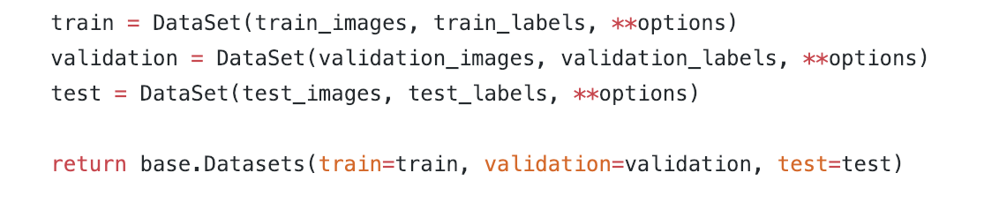 train = DataSet(train_images, train_labels, **options)
validation = DataSet(validation_images, validation_labels, **options)
test = DataSet(test_images, test_labels, **options)
return base.Datasets(train=train, validation=validation, test=test)